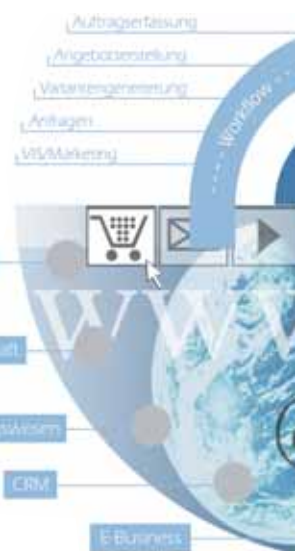 Auftragserfassung
Angebotserstellung
Variantengenerierung
Anfragen
VIS/Marketing
Workflow
www
CRM
E-Business